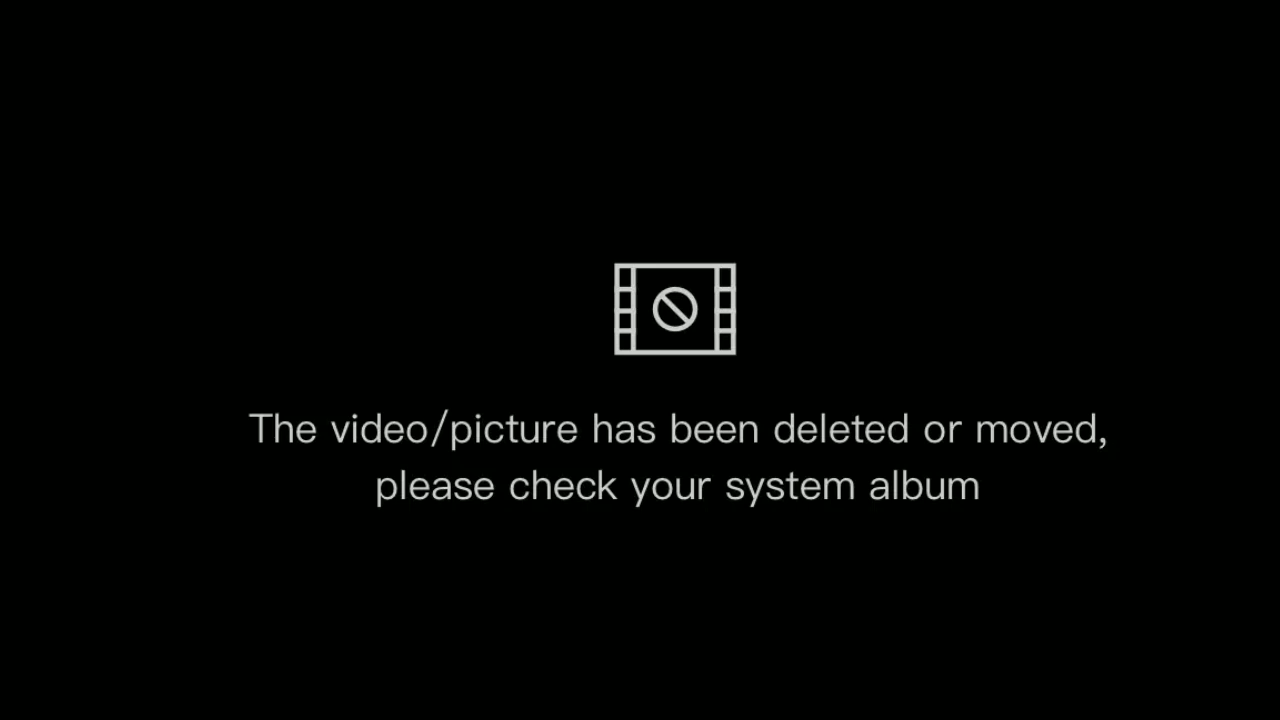 The video/picture has been deleted or moved,
please check your system album